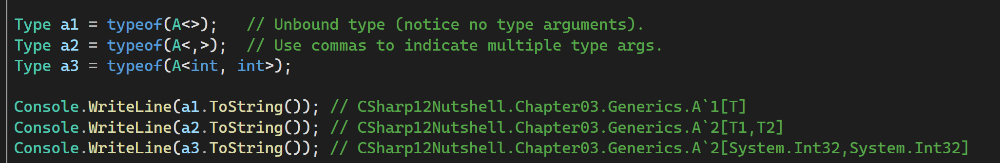 Type a1 = typeof(A<>);   // Unbound type (notice no type arguments).
Type a2 = typeof(A<,>);  // Use commas to indicate multiple type args.
Type a3 = typeof(A<int, int>);
Console.WriteLine(a1.ToString()); // CSharp12Nutshell.Chapter03.Generics.A`1[T]
Console.WriteLine(a2.ToString()); // CSharp12Nutshell.Chapter03.Generics.A`2[T1,T2]
Console.WriteLine(a3.ToString()); // CSharp12Nutshell.Chapter03.Generics.A`2[System.Int32,System.Int32]